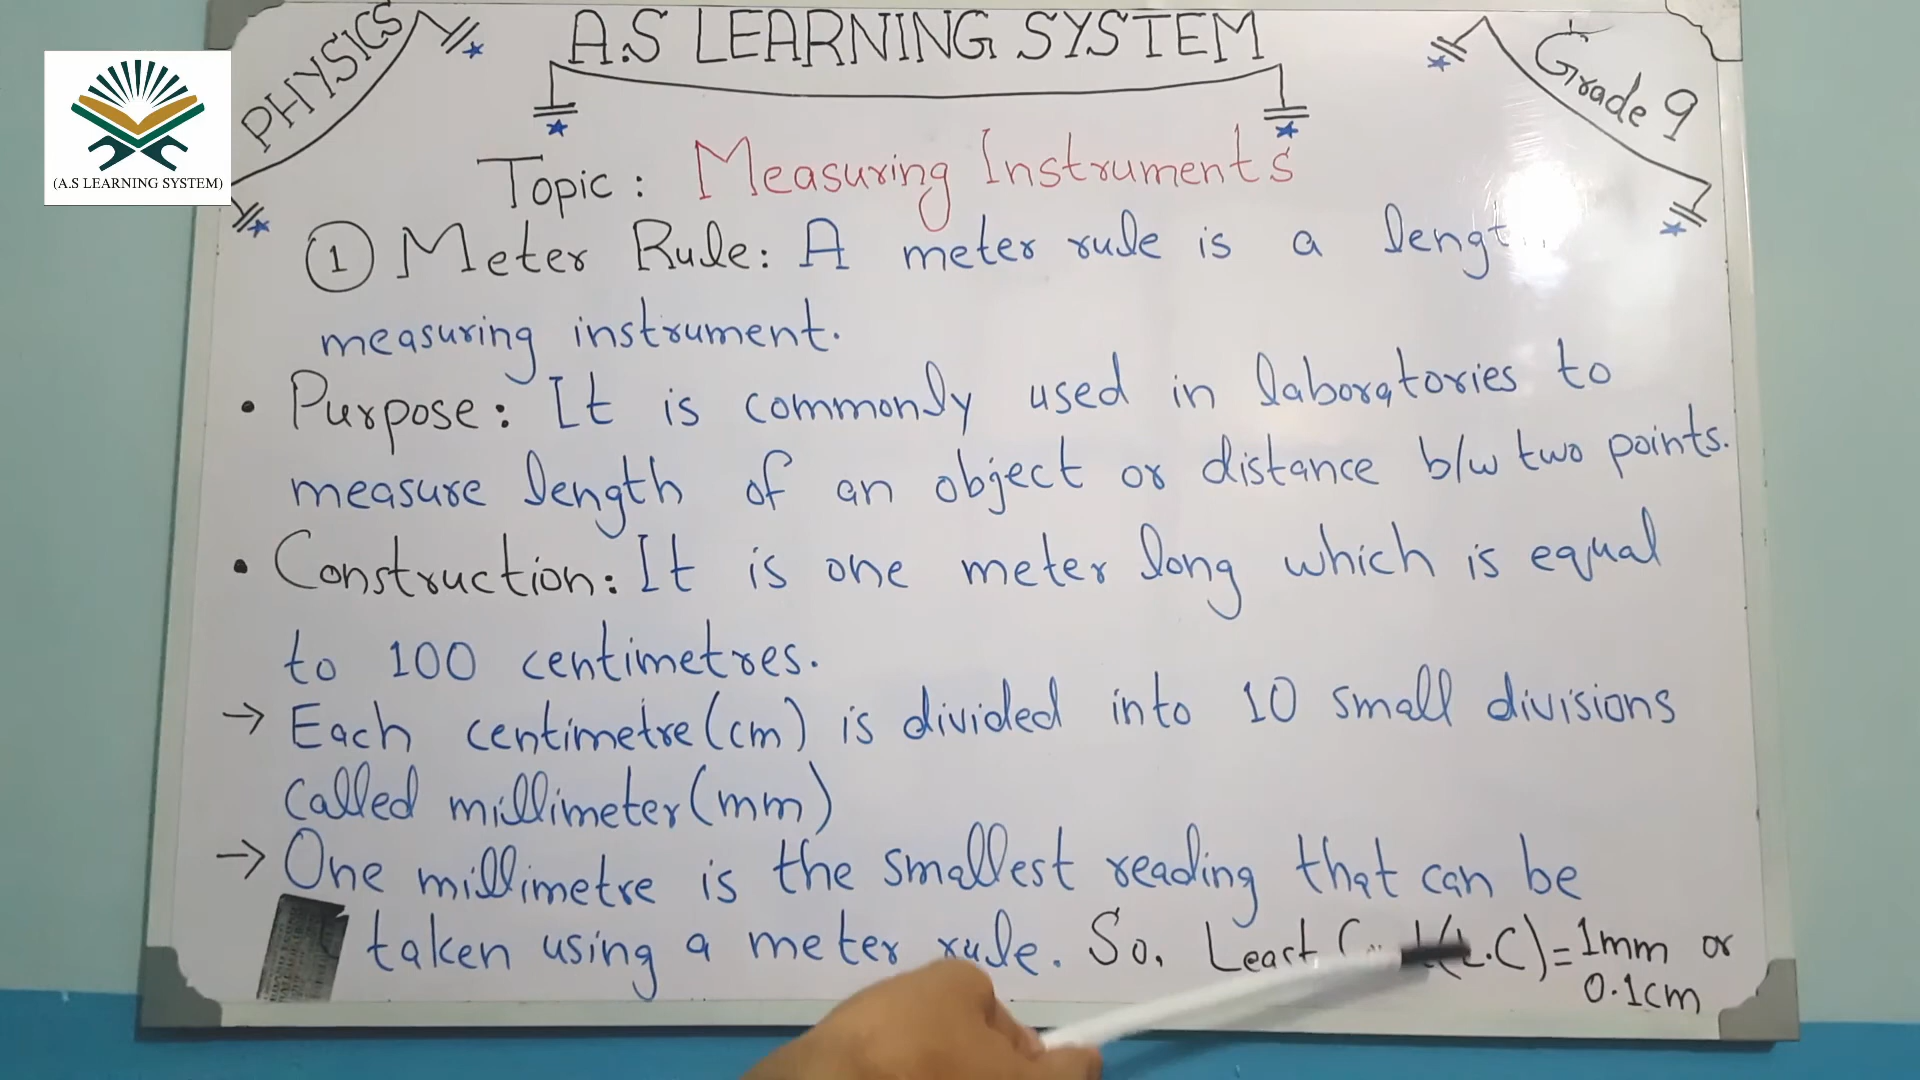 PHYSICS
A.S LEARNING SYSTEM
Grade 9
(A.S LEARNING SYSTEM)
Topic: Measuring Instruments
1 Meter Rule: A meter rule is a
measuring instrument.
• Purpose: It is commonly used in laboratories to
measure length of an object or distance b/w two points.
• Construction: It is one meter long which is equal
to 100 centimetres.
→ Each centimetre(cm) is divided into 10 small divisions
called millimeter(mm)
→ One millimetre is the smallest reading that can be
taken using a meter rule. So, Least (L.C)=1mm or
0.1cm